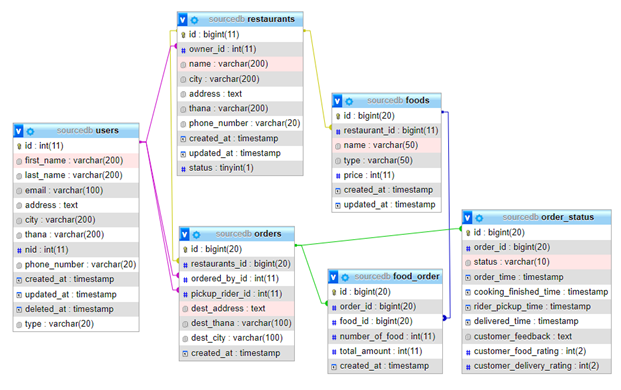 sourcedb restaurants
id : bigint(11)
owner_id : int(11)
name : varchar(200)
city : varchar(200)
address : text
thana : varchar(200)
phone_number : varchar(20)
created_at : timestamp
updated_at : timestamp
status : tinyint(1)
sourcedb foods
id : bigint(20)
restaurant_id : bigint(11)
name : varchar(50)
type : varchar(50)
price : int(11)
created_at : timestamp
updated_at : timestamp
sourcedb users
id : int(11)
first_name : varchar(200)
last_name : varchar(200)
email : varchar(100)
address : text
city : varchar(200)
thana : varchar(200)
nid : int(11)
phone_number : varchar(20)
created_at : timestamp
updated_at : timestamp
deleted_at : timestamp
type : varchar(20)
sourcedb orders
id : bigint(20)
restaurants_id : bigint(20)
ordered_by_id : int(11)
pickup_rider_id : int(11)
dest_address : text
dest_thana : varchar(100)
dest_city : varchar(100)
created_at : timestamp
sourcedb food_order
id : bigint(20)
order_id : bigint(20)
food_id : bigint(20)
number_of_food : int(11)
total_amount : int(11)
created_at : timestamp
sourcedb order_status
id : bigint(20)
order_id : bigint(20)
status : varchar(10)
order_time : timestamp
cooking_finished_time : timestamp
rider_pickup_time : timestamp
delivered_time : timestamp
customer_feedback : text
customer_food_rating : int(2)
customer_delivery_rating : int(2)